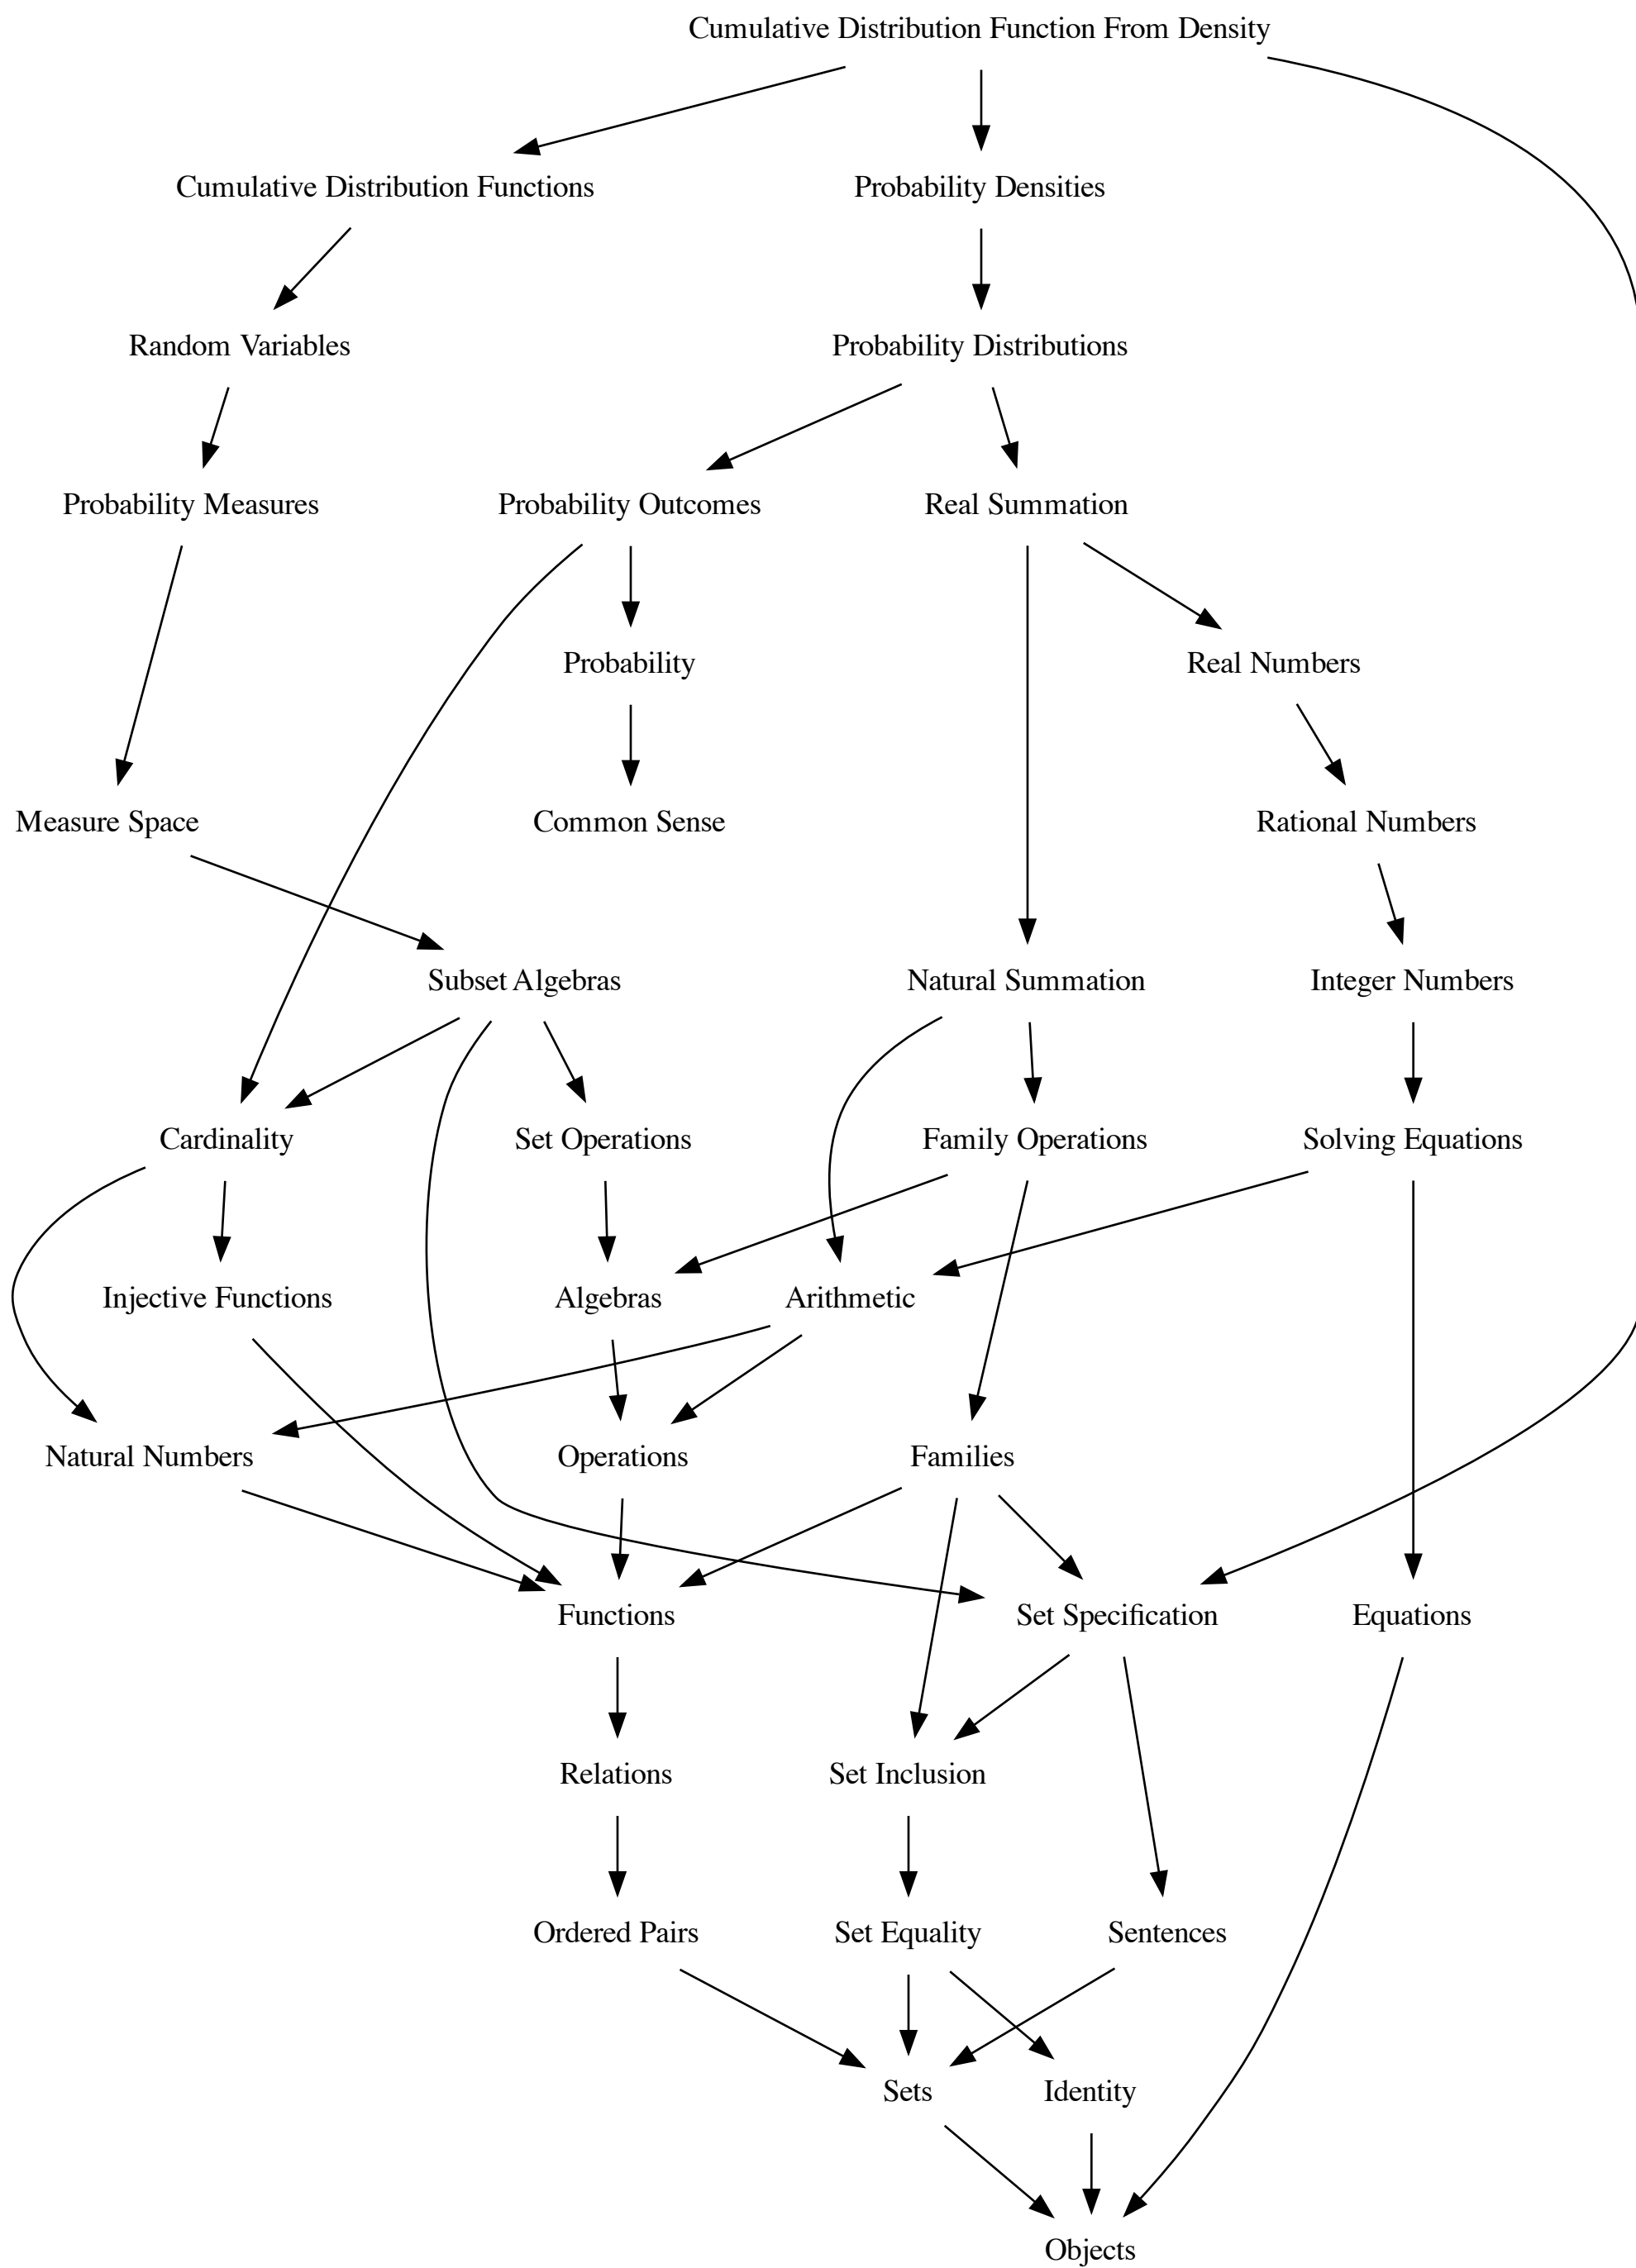 Cumulative Distribution Function From Density
Cumulative Distribution Functions
Probability Densities
Random Variables
Probability Distributions
Probability Measures
Probability Outcomes
Real Summation
Probability
Real Numbers
Measure Space
Common Sense
Rational Numbers
Subset Algebras
Natural Summation
Integer Numbers
Cardinality
Set Operations
Family Operations
Solving Equations
Injective Functions
Algebras
Arithmetic
Natural Numbers
Operations
Families
Functions
Set Specification
Equations
Relations
Set Inclusion
Ordered Pairs
Set Equality
Sentences
Sets
Identity
Objects